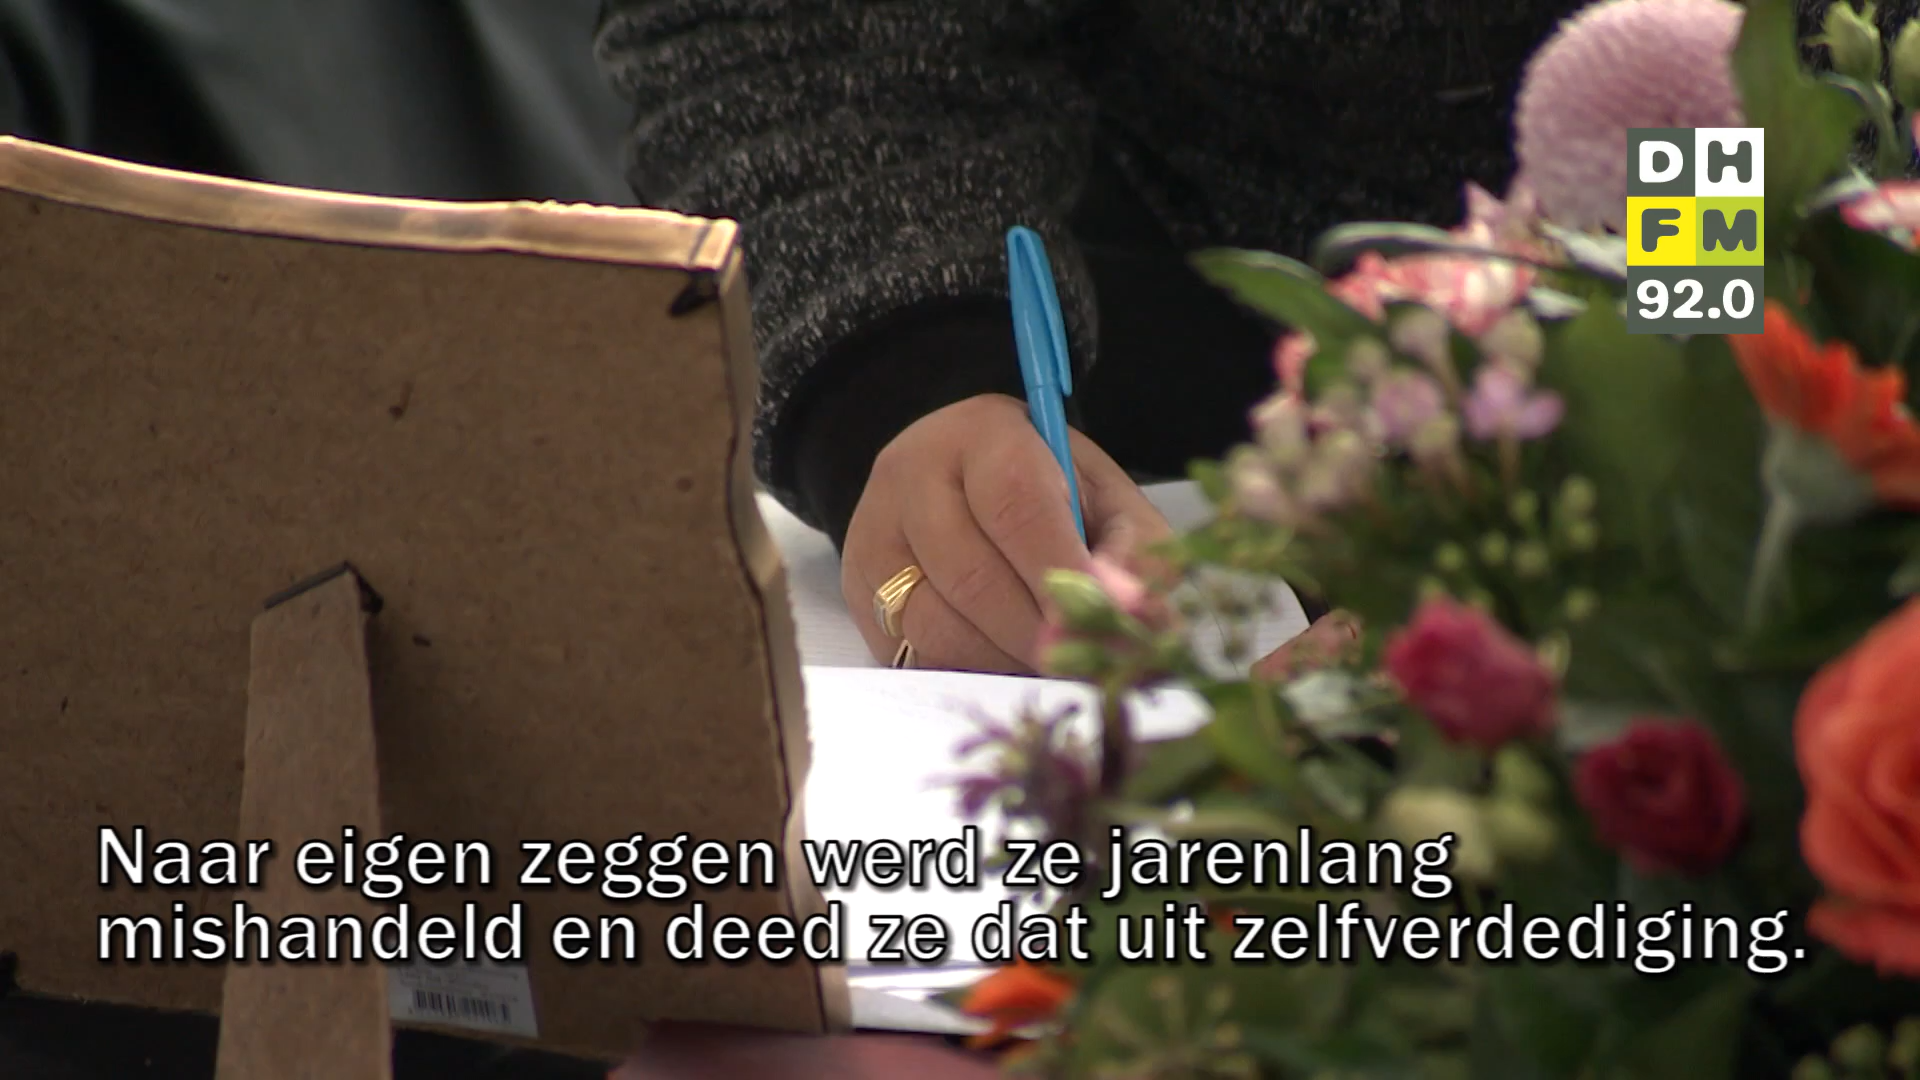 DH
FM
92.0
Naar eigen zeggen werd ze jarenlang
mishandeld en deed ze dat uit zelfverdediging.